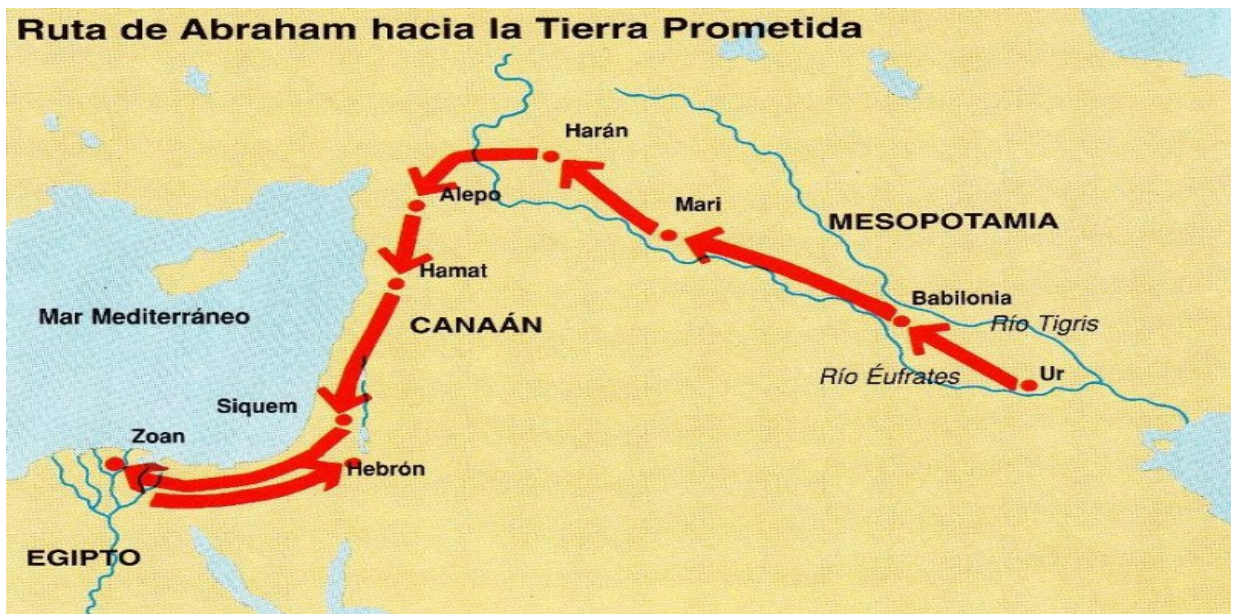 Ruta de Abraham hacia la Tierra Prometida
Harán
Alepo
Mari
MESOPOTAMIA
Hamat
Babilonia
Mar Mediterráneo
CANAÁN
Río Tigris
Río Éufrates
Ur
Siquem
Zoan
Hebrón
EGIPTO